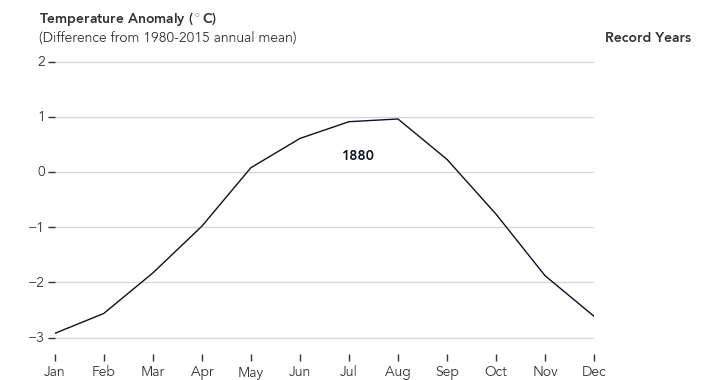 Temperature Anomaly (°C)
(Difference from 1980-2015 annual mean)
Record Years
2
1
1880
0
−1
−2
−3
Jan Feb Mar Apr May Jun Jul Aug Sep Oct Nov Dec